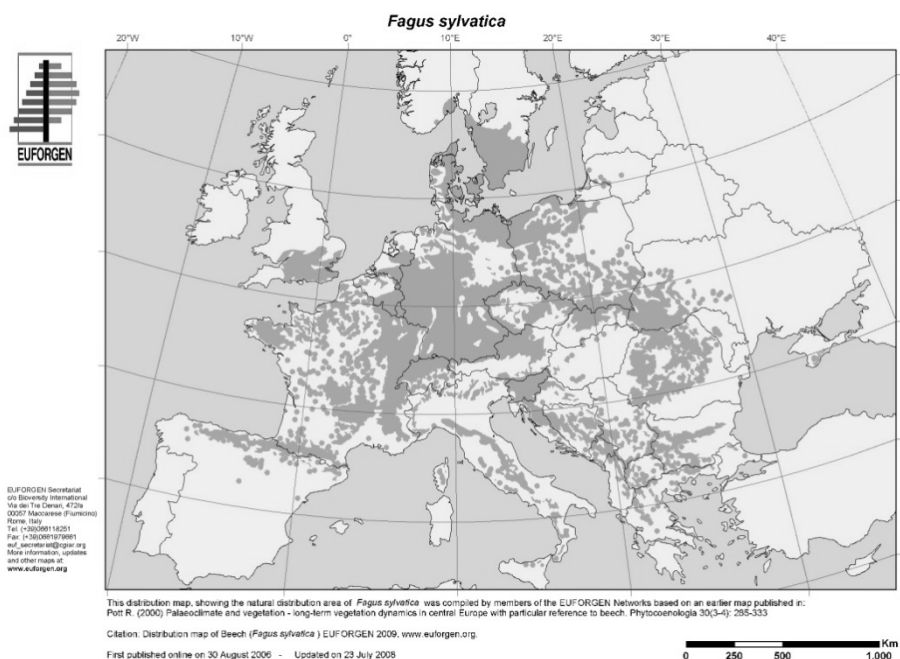 Fagus sylvatica
20°W 10°W 0° 10°E 20°E 30°E 40°E
EUFORGEN
EUFORGEN Secretariat
c/o Bioversity International
Via dei Tre Denari, 472/a
00057 Maccarese (Fiumicino)
Rome, Italy
Tel. (+39)066118251
Fax: (+39)0661979661
euf_secretariat@cgiar.org
More information, updates
and other maps at:
www.euforgen.org
This distribution map, showing the natural distribution area of Fagus sylvatica was compiled by members of the EUFORGEN Networks based on an earlier map published in:
Pott R. (2000) Palaeoclimate and vegetation - long-term vegetation dynamics in central Europe with particular reference to beech. Phytocoenologia 30(3-4): 285-333
Citation: Distribution map of Beech (Fagus sylvatica ) EUFORGEN 2009, www.euforgen.org.
First published online on 30 August 2006 - Updated on 23 July 2008
Km
0 250 500 1.000